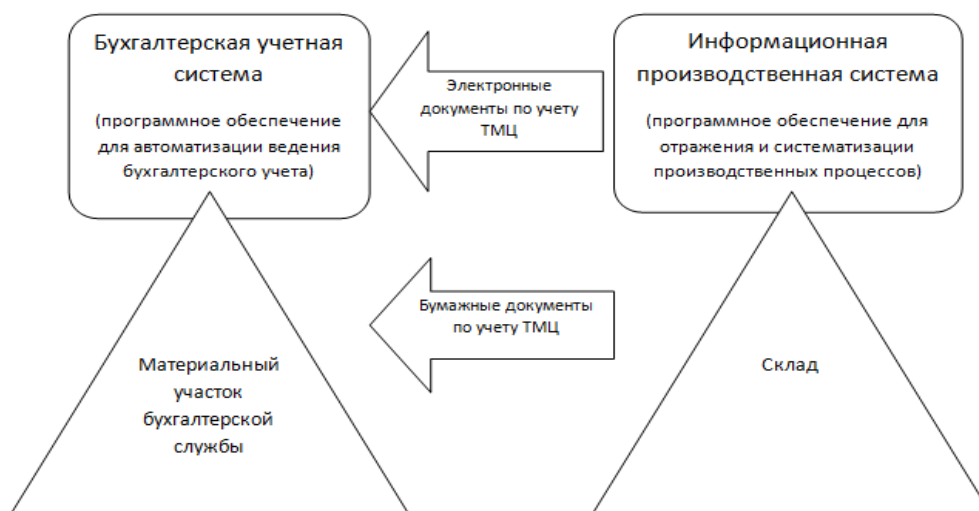 Бухгалтерская учетная
система
(программное обеспечение
для автоматизации ведения
бухгалтерского учета)
Электронные
документы по учету
ТМЦ
Информационная
производственная система
(программное обеспечение для
отражения и систематизации
производственных процессов)
Бумажные документы
по учету ТМЦ
Материальный
участок
бухгалтерской
службы
Склад